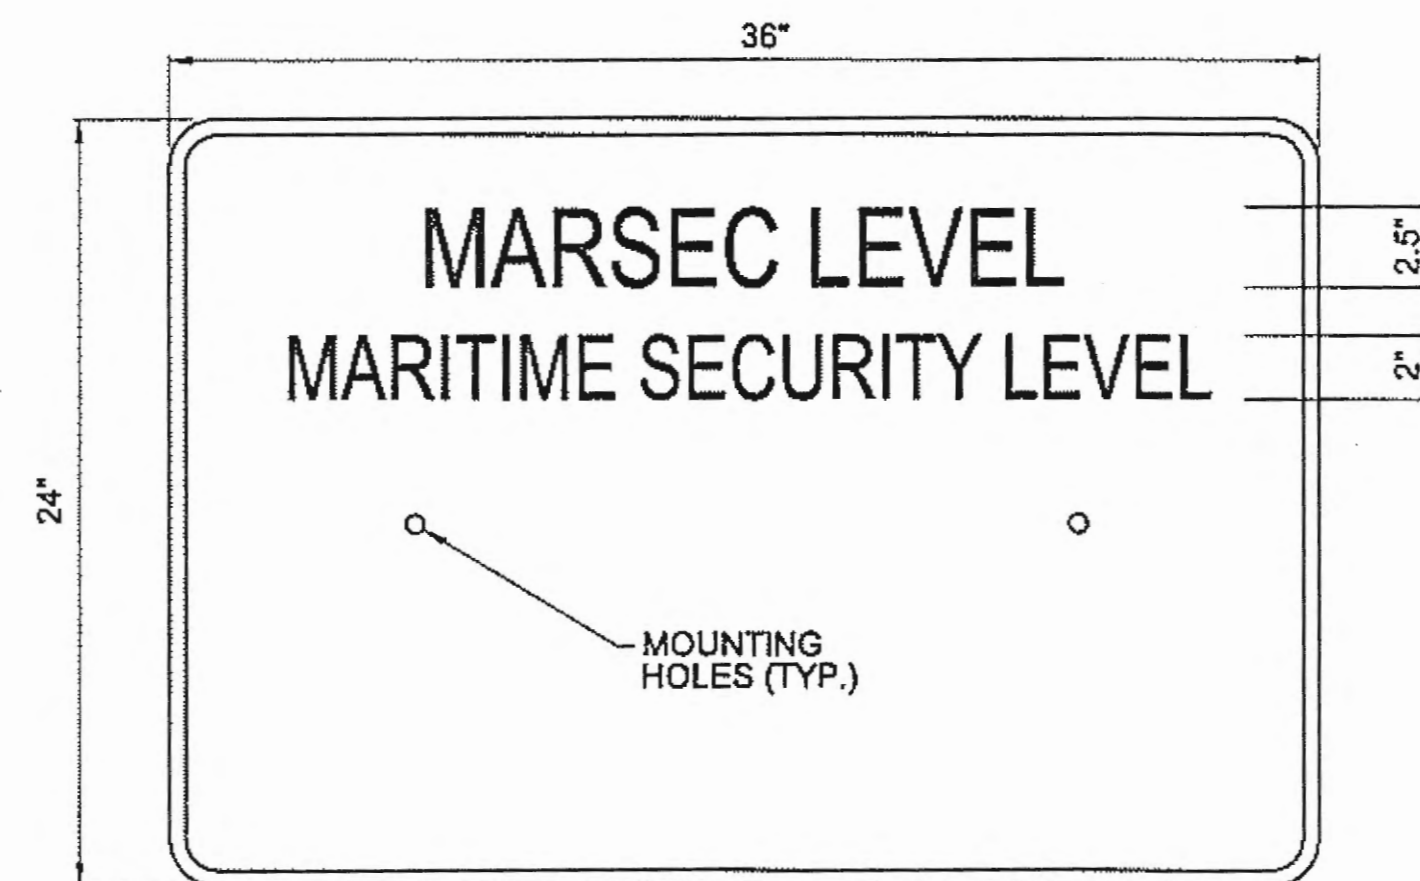 36"
MARSEC LEVEL
2.5"
MARITIME SECURITY LEVEL
2"
24"
MOUNTING
HOLES (TYP.)